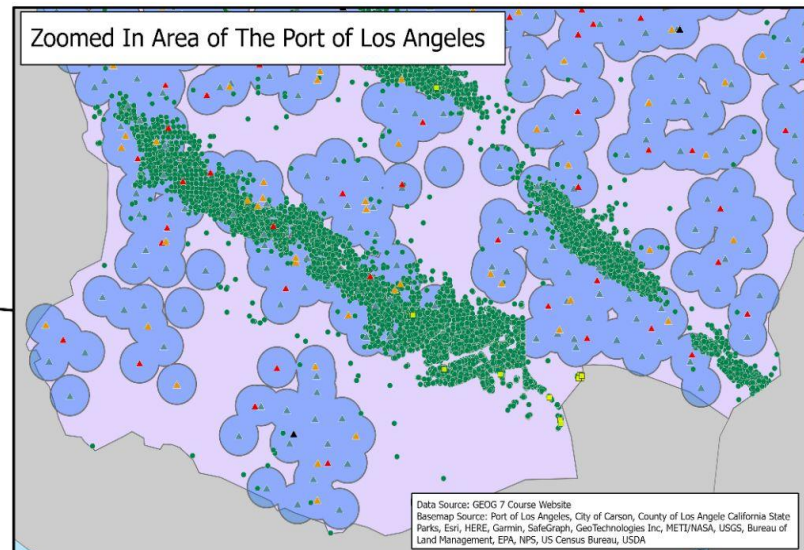 Zoomed In Area of The Port of Los Angeles
Data Source: GEOG 7 Course Website
Basemap Source: Port of Los Angeles, City of Carson, County of Los Angele California State
Parks, Esri, HERE, Garmin, SafeGraph, GeoTechnologies Inc, METI/NASA, USGS, Bureau of
Land Management, EPA, NPS, US Census Bureau, USDA